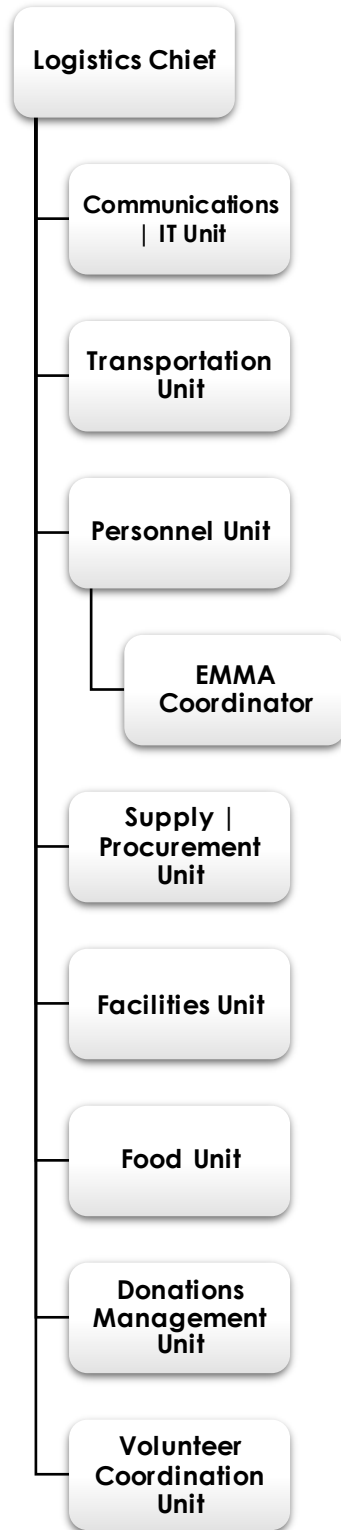 Logistics Chief
Communications
| IT Unit
Transportation
Unit
Personnel Unit
EMMA
Coordinator
Supply |
Procurement
Unit
Facilities Unit
Food Unit
Donations
Management
Unit
Volunteer
Coordination
Unit